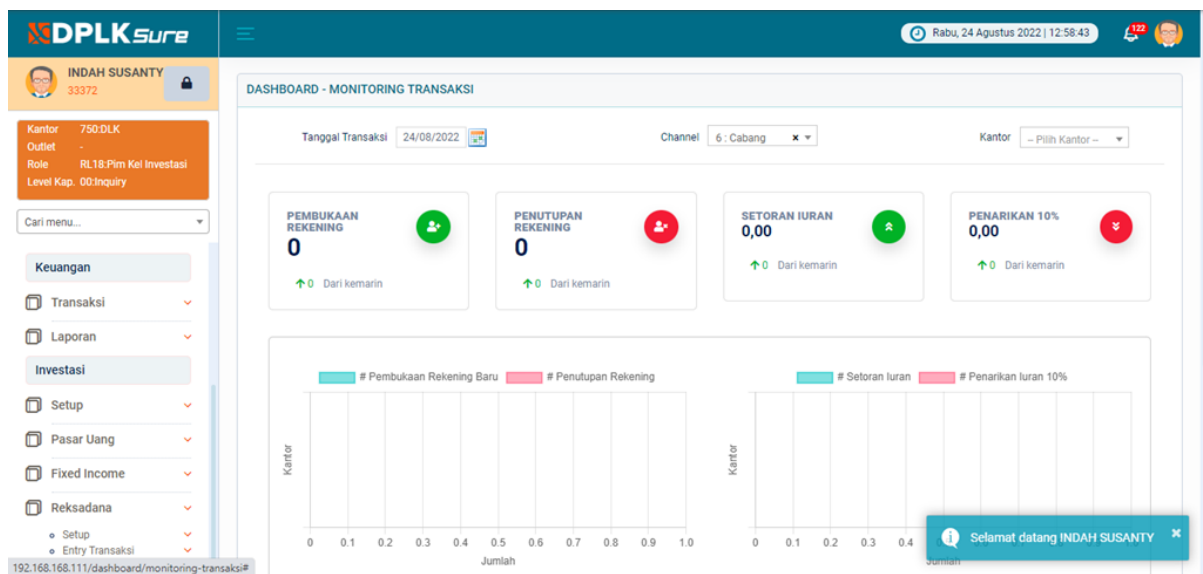 DPLKSure
Rabu, 24 Agustus 2022 | 12:58:43
122
INDAH SUSANTY
33372
Kantor 750:DLK
Outlet -
Role RL18:Pim Kel Investasi
Level Kap. 00:Inquiry
Cari menu...
Keuangan
Transaksi
Laporan
Investasi
Setup
Pasar Uang
Fixed Income
Reksadana
Setup
Entry Transaksi
192.168.168.111/dashboard/monitoring-transaksi#
DASHBOARD - MONITORING TRANSAKSI
Tanggal Transaksi 24/08/2022 Channel 6 : Cabang × Kantor -- Pilih Kantor --
PEMBUKAAN
REKENING
0
0 Dari kemarin
PENUTUPAN
REKENING
0
0 Dari kemarin
SETORAN IURAN
0,00
0 Dari kemarin
PENARIKAN 10%
0,00
0 Dari kemarin
# Pembukaan Rekening Baru # Penutupan Rekening
Kantor
0 0.1 0.2 0.3 0.4 0.5 0.6 0.7 0.8 0.9 1.0
Jumlah
# Setoran Iuran # Penarikan Iuran 10%
Kantor
0 0.1 0.2 0.3 0.4
Jumlah
Selamat datang INDAH SUSANTY ×